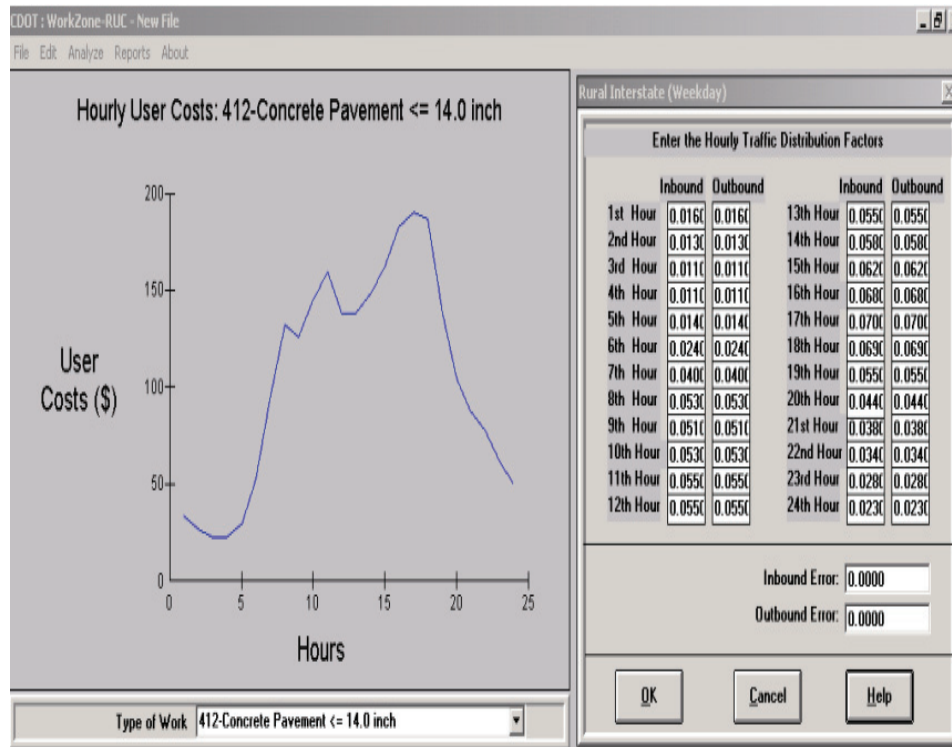 CDOT : WorkZone-RUC - New File
File Edit Analyze Reports About
Hourly User Costs: 412-Concrete Pavement <= 14.0 inch
200
150
100
50
0
User
Costs ($)
0 5 10 15 20 25
Hours
Type of Work 412-Concrete Pavement <= 14.0 inch
Rural Interstate (Weekday)
Enter the Hourly Traffic Distribution Factors
Inbound Outbound Inbound Outbound
1st Hour 0.0160 0.0160 13th Hour 0.0550 0.0550
2nd Hour 0.0130 0.0130 14th Hour 0.0580 0.0580
3rd Hour 0.0110 0.0110 15th Hour 0.0620 0.0620
4th Hour 0.0110 0.0110 16th Hour 0.0680 0.0680
5th Hour 0.0140 0.0140 17th Hour 0.0700 0.0700
6th Hour 0.0240 0.0240 18th Hour 0.0690 0.0690
7th Hour 0.0400 0.0400 19th Hour 0.0550 0.0550
8th Hour 0.0530 0.0530 20th Hour 0.0440 0.0440
9th Hour 0.0510 0.0510 21st Hour 0.0380 0.0380
10th Hour 0.0530 0.0530 22nd Hour 0.0340 0.0340
11th Hour 0.0550 0.0550 23rd Hour 0.0280 0.0280
12th Hour 0.0550 0.0550 24th Hour 0.0230 0.0230
Inbound Error: 0.0000
Outbound Error: 0.0000
OK Cancel Help